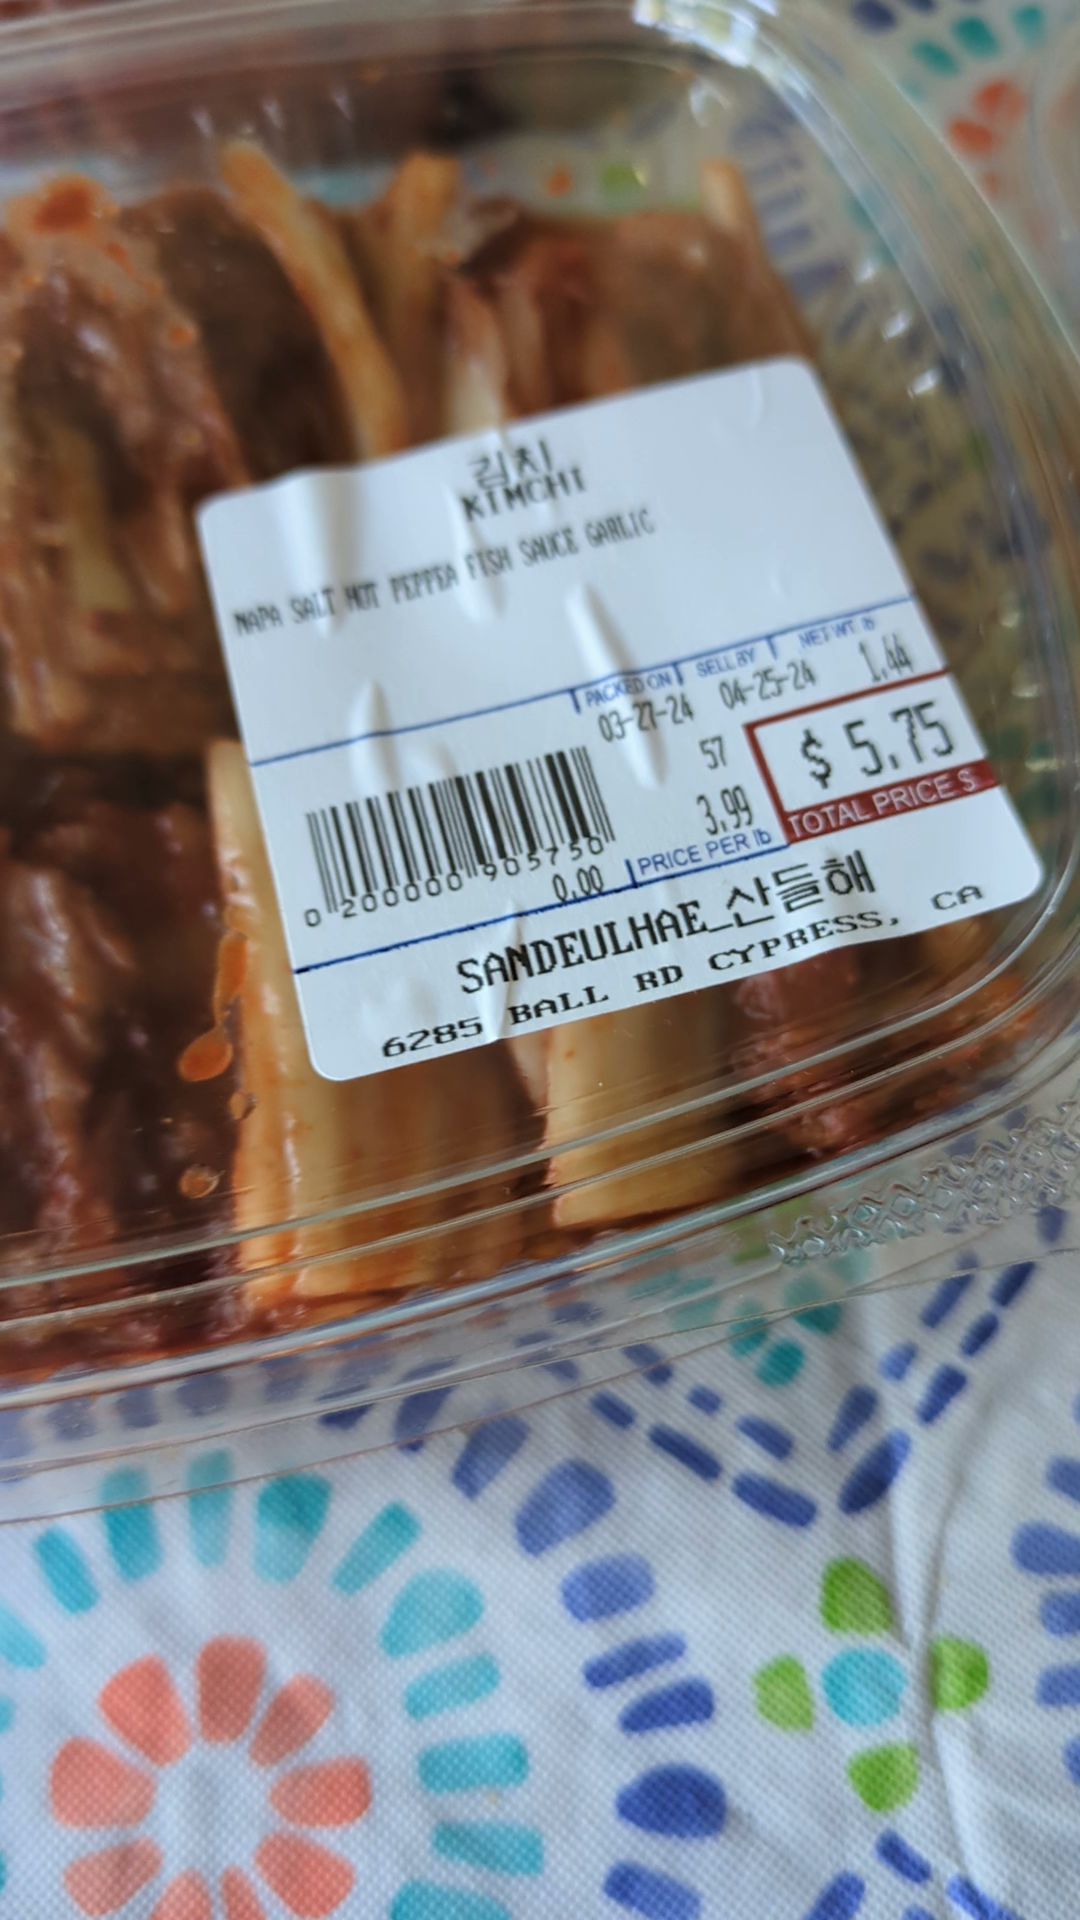 김치
KIMCHI
NAPA SALT HOT PEPPER FISH SAUCE GARLIC
PACKED ON SELL BY NET WT lb
03-27-24 04-25-24 1.44
57
$ 5.75
3.99
TOTAL PRICE $
PRICE PER lb
0 200000 905750
0.00
SANDEULHAE_산들해
6285 BALL RD CYPRESS, CA